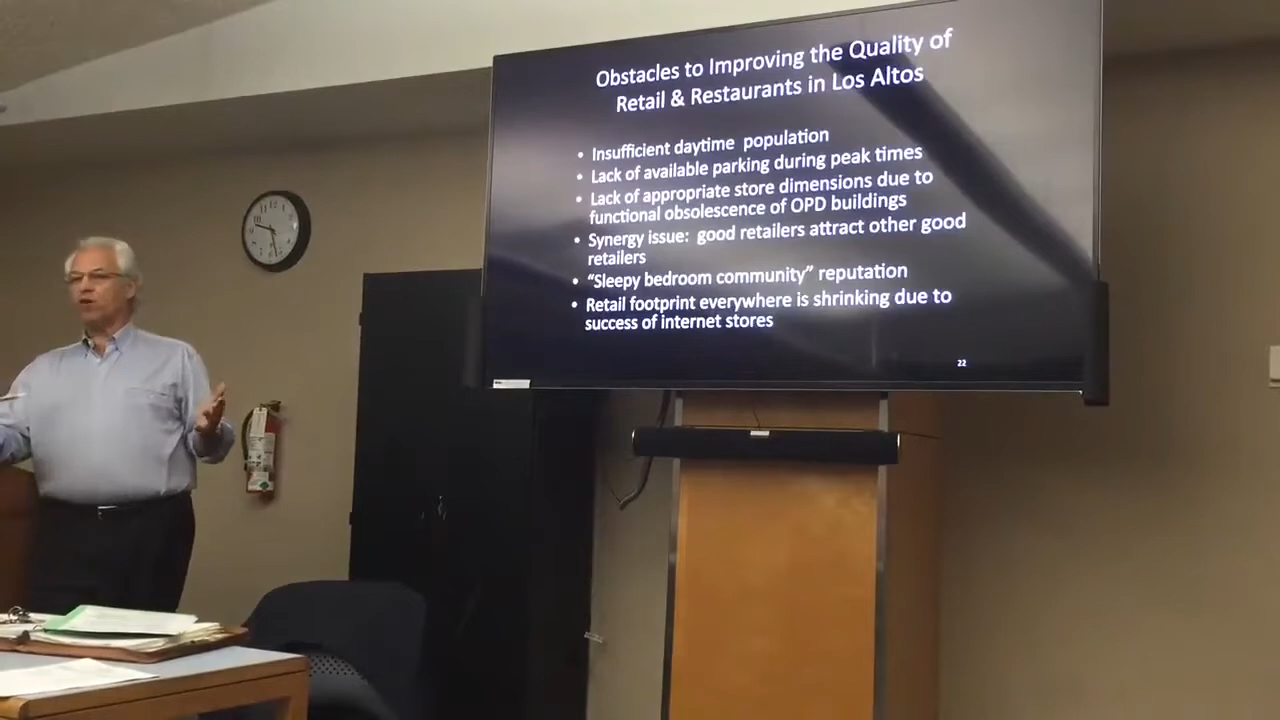 Obstacles to Improving the Quality of
Retail & Restaurants in Los Altos
• Insufficient daytime population
• Lack of available parking during peak times
• Lack of appropriate store dimensions due to
functional obsolescence of OPD buildings
• Synergy issue: good retailers attract other good
retailers
• “Sleepy bedroom community” reputation
• Retail footprint everywhere is shrinking due to
success of internet stores
22